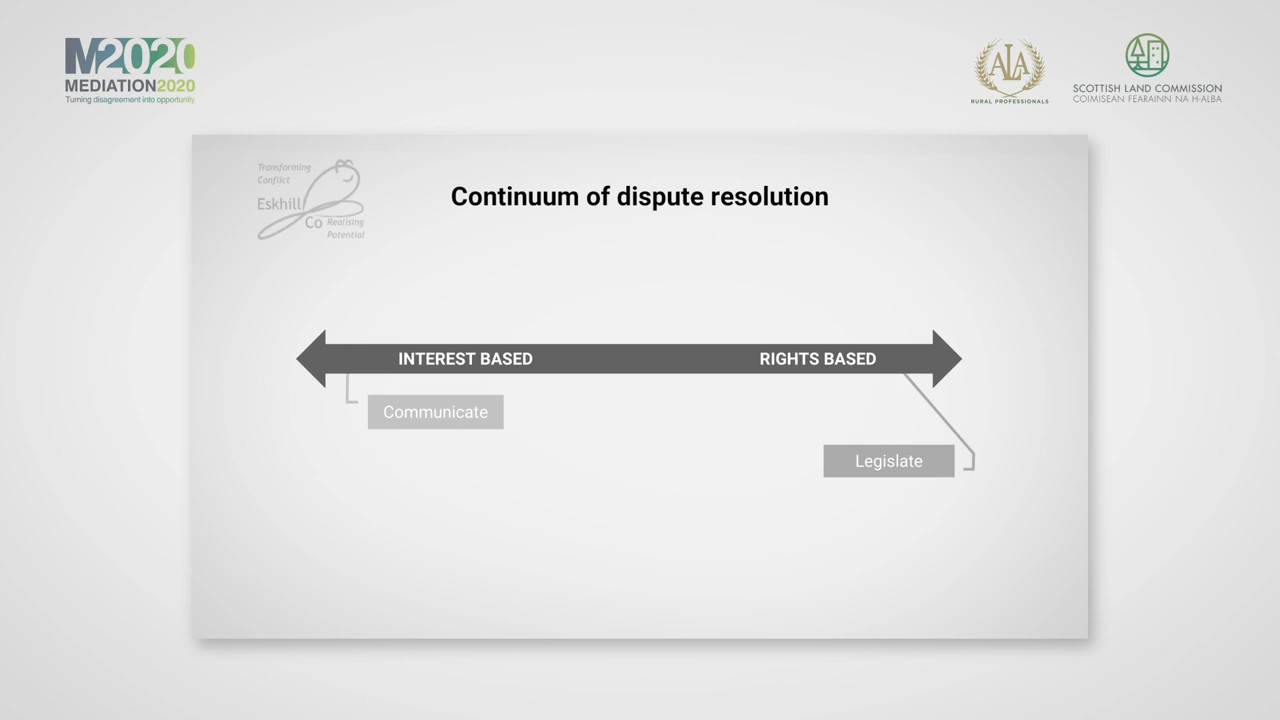 M2020
MEDIATION2020
Turning disagreement into opportunity
ALA
RURAL PROFESSIONALS
SCOTTISH LAND COMMISSION
COIMISEAN FEARAINN NA H-ALBA
Transforming
Conflict
Eskhill
Co
Realising
Potential
Continuum of dispute resolution
INTEREST BASED
RIGHTS BASED
Communicate
Legislate